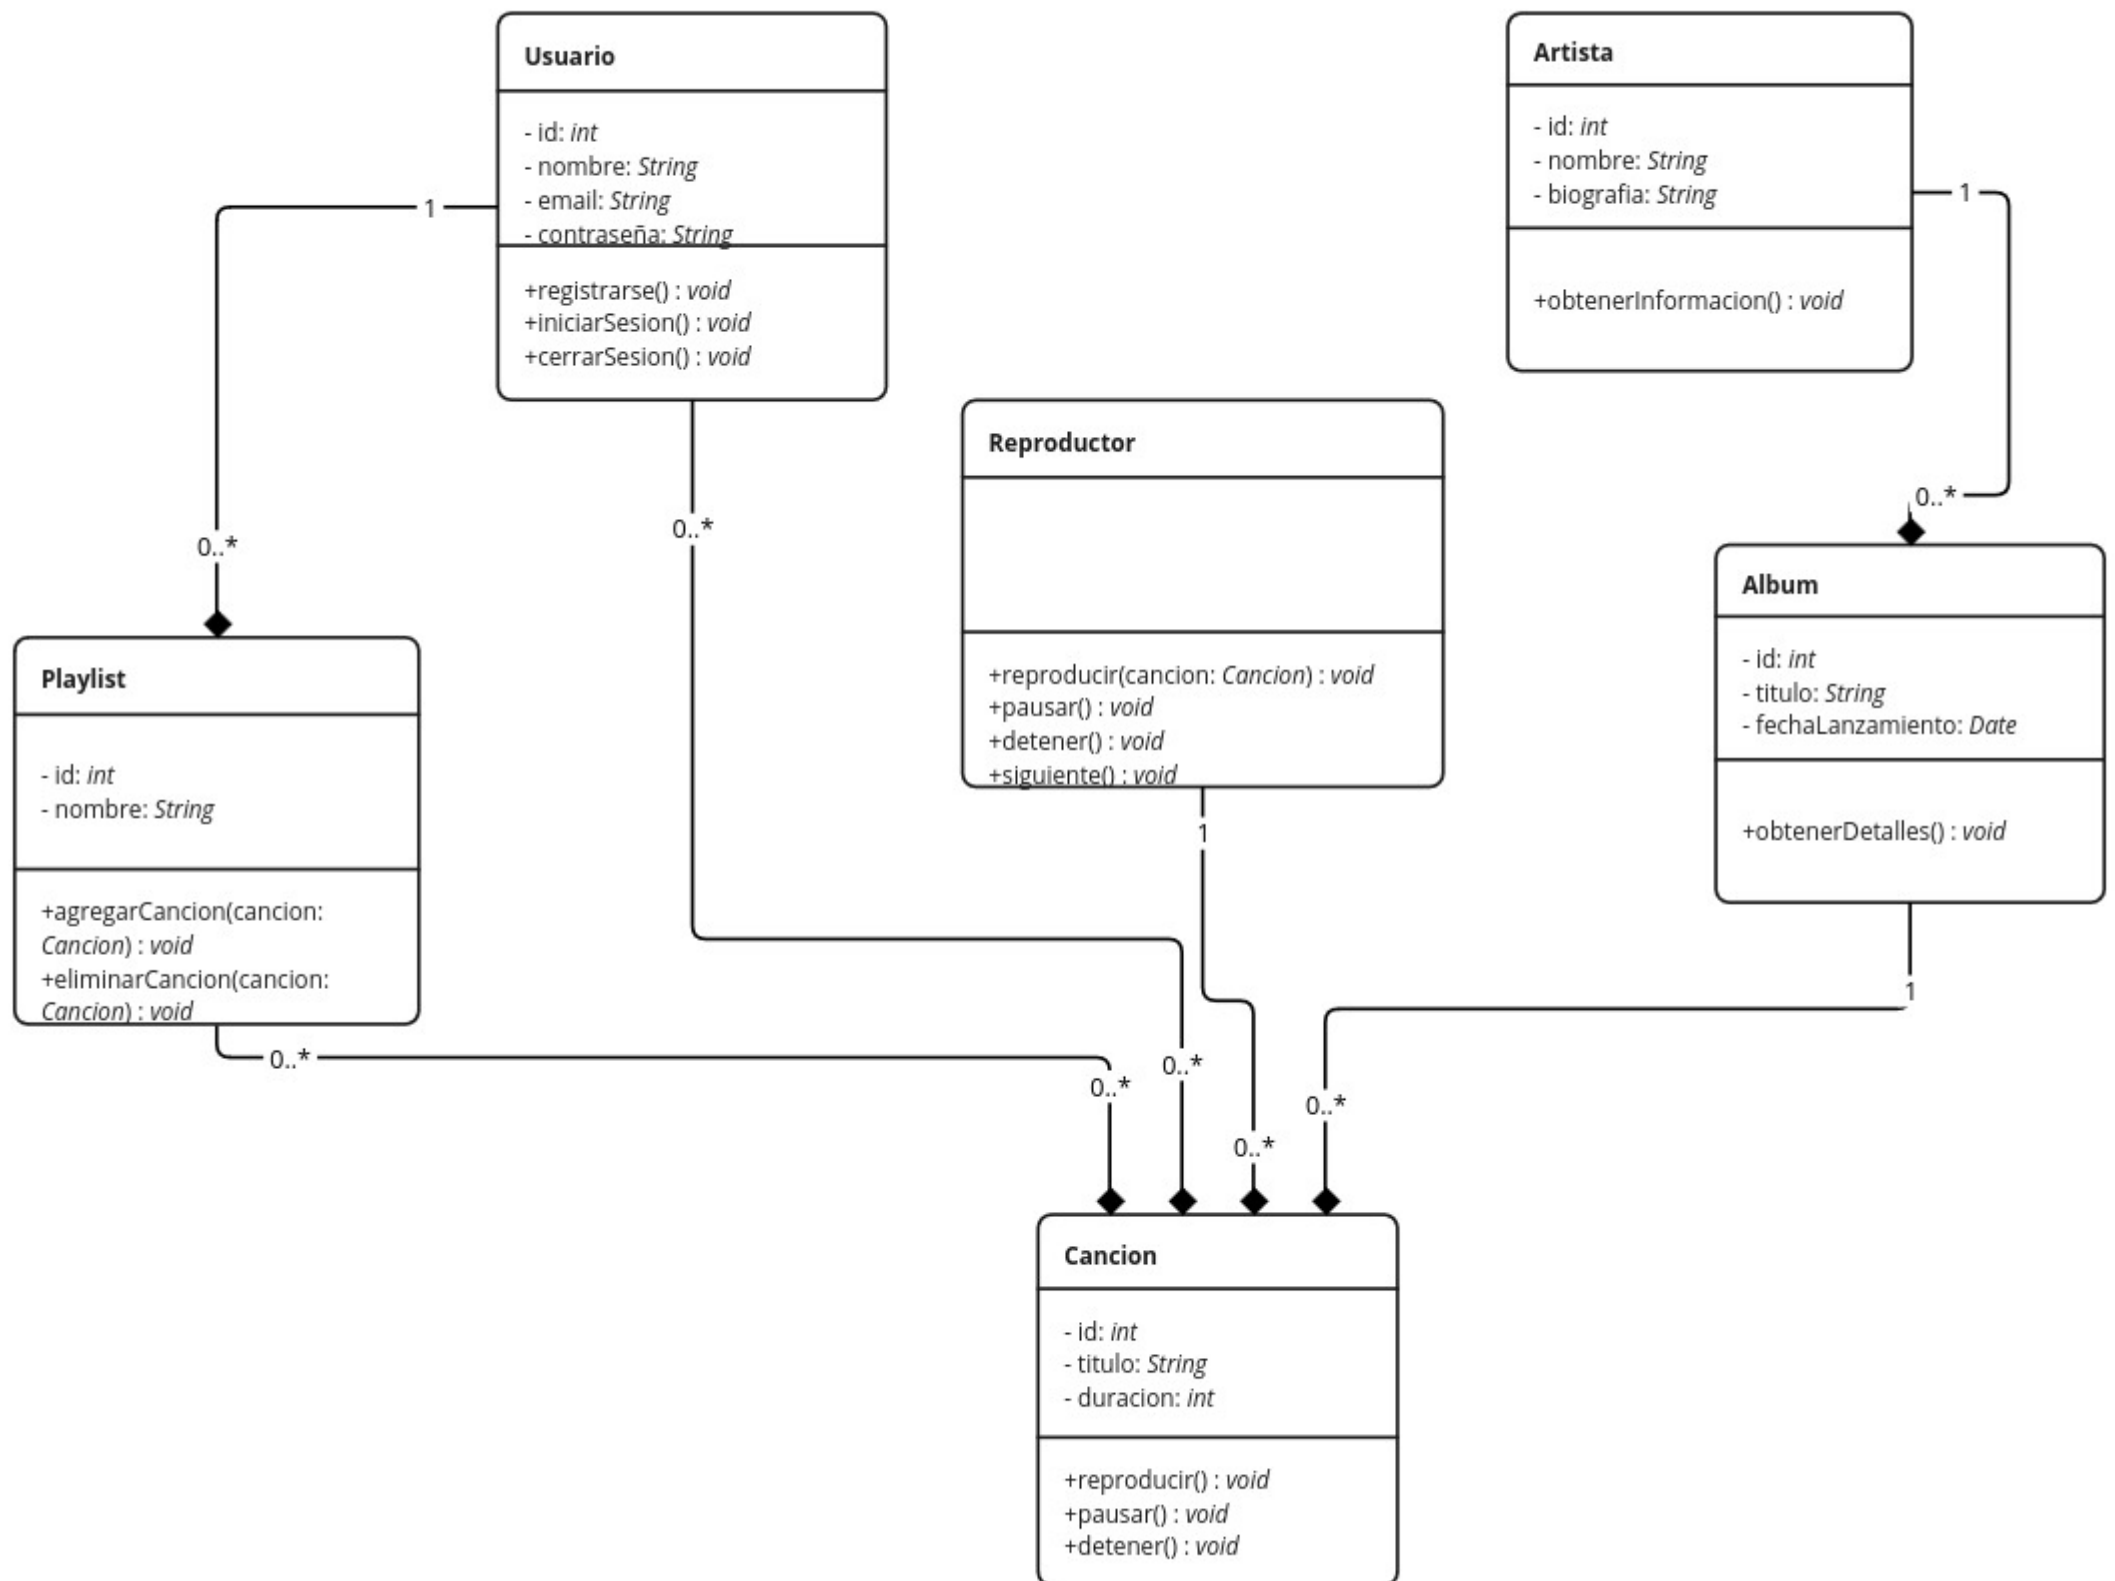 Usuario
- id: int
- nombre: String
- email: String
- contraseña: String
+registrarse() : void
+iniciarSesion() : void
+cerrarSesion() : void
Artista
- id: int
- nombre: String
- biografia: String
+obtenerInformacion() : void
1
1
0..*
0..*
0..*
Reproductor
+reproducir(cancion: Cancion) : void
+pausar() : void
+detener() : void
+siguiente() : void
Album
- id: int
- titulo: String
- fechaLanzamiento: Date
+obtenerDetalles() : void
Playlist
- id: int
- nombre: String
+agregarCancion(cancion:
Cancion) : void
+eliminarCancion(cancion:
Cancion) : void
1
1
0..*
0..*
0..*
0..*
0..*
Cancion
- id: int
- titulo: String
- duracion: int
+reproducir() : void
+pausar() : void
+detener() : void